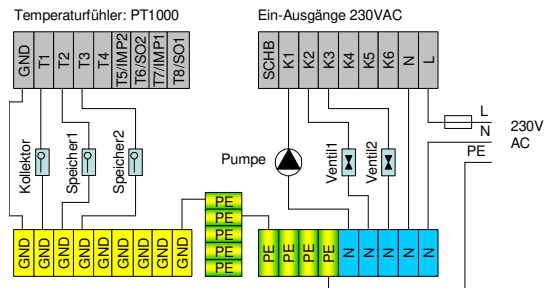 Temperaturfühler: PT1000
Ein-Ausgänge 230VAC
GND
T1
T2
T3
T4
T5/IMP2
T6/SO2
T7/IMP1
T8/SO1
SCHB
K1
K2
K3
K4
K5
K6
N
L
L
N
PE
230V
AC
Kollektor
Speicher1
Speicher2
Pumpe
Ventil1
Ventil2
PE
PE
PE
PE
PE
GND
GND
GND
GND
GND
GND
GND
GND
GND
PE
PE
PE
PE
N
N
N
N
N